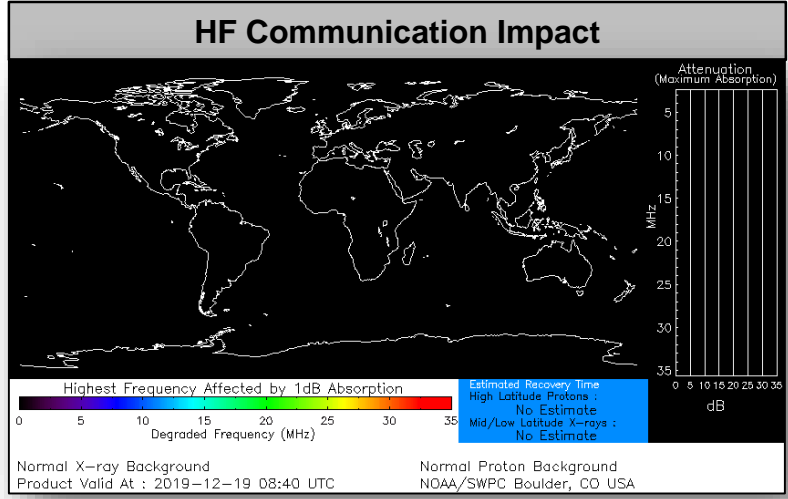 HF Communication Impact
Attenuation
(Maximum Absorption)
5
10
15
20
25
30
35
MHz
0 5 10 15 20 25 30 35
dB
Highest Frequency Affected by 1dB Absorption
0 5 10 15 20 25 30 35
Degraded Frequency (MHz)
Estimated Recovery Time
High Latitude Protons :
No Estimate
Mid/Low Latitude X-rays :
No Estimate
Normal X-ray Background
Product Valid At : 2019-12-19 08:40 UTC
Normal Proton Background
NOAA/SWPC Boulder, CO USA